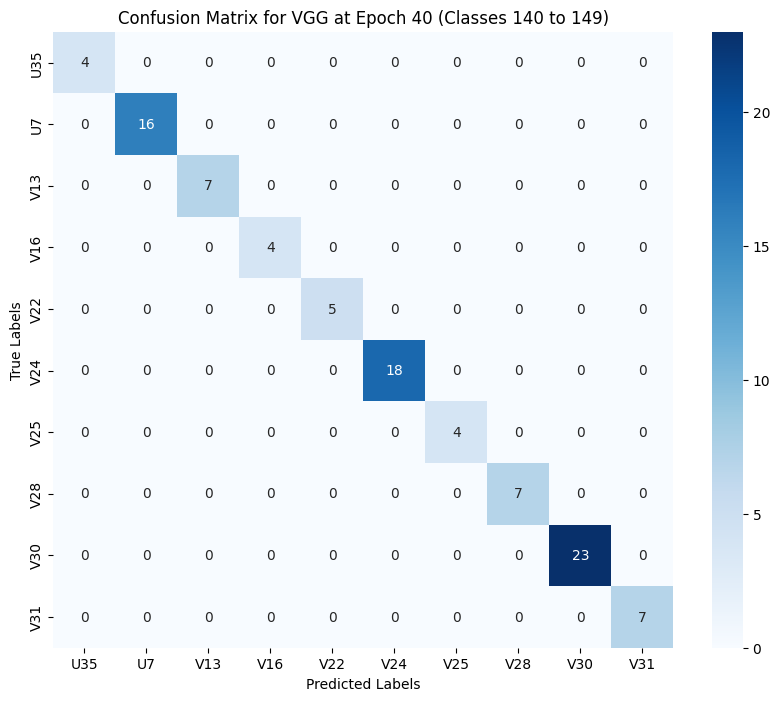 Confusion Matrix for VGG at Epoch 40 (Classes 140 to 149)
U35 4 0 0 0 0 0 0 0 0 0
U7 0 16 0 0 0 0 0 0 0 0
V13 0 0 7 0 0 0 0 0 0 0
V16 0 0 0 4 0 0 0 0 0 0
V22 0 0 0 0 5 0 0 0 0 0
V24 0 0 0 0 0 18 0 0 0 0
V25 0 0 0 0 0 0 4 0 0 0
V28 0 0 0 0 0 0 0 7 0 0
V30 0 0 0 0 0 0 0 0 23 0
V31 0 0 0 0 0 0 0 0 0 7
U35 U7 V13 V16 V22 V24 V25 V28 V30 V31
Predicted Labels
True Labels
20
15
10
5
0